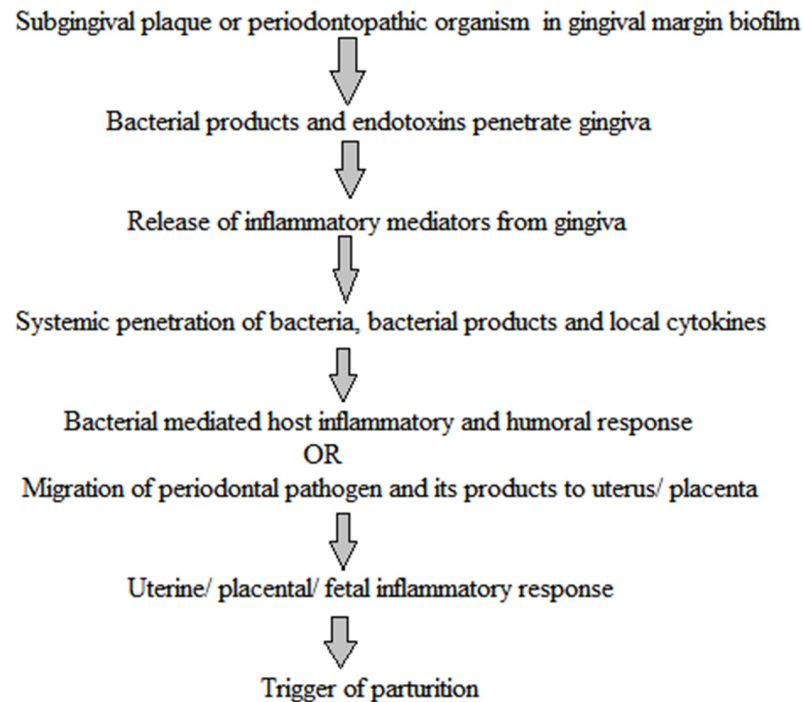 Subgingival plaque or periodontopathic organism in gingival margin biofilm
Bacterial products and endotoxins penetrate gingiva
Release of inflammatory mediators from gingiva
Systemic penetration of bacteria, bacterial products and local cytokines
Bacterial mediated host inflammatory and humoral response
OR
Migration of periodontal pathogen and its products to uterus/ placenta
Uterine/ placental/ fetal inflammatory response
Trigger of parturition